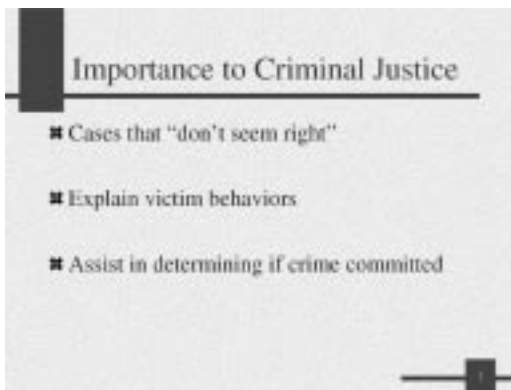 Importance to Criminal Justice
Cases that “don’t seem right”
Explain victim behaviors
Assist in determining if crime committed